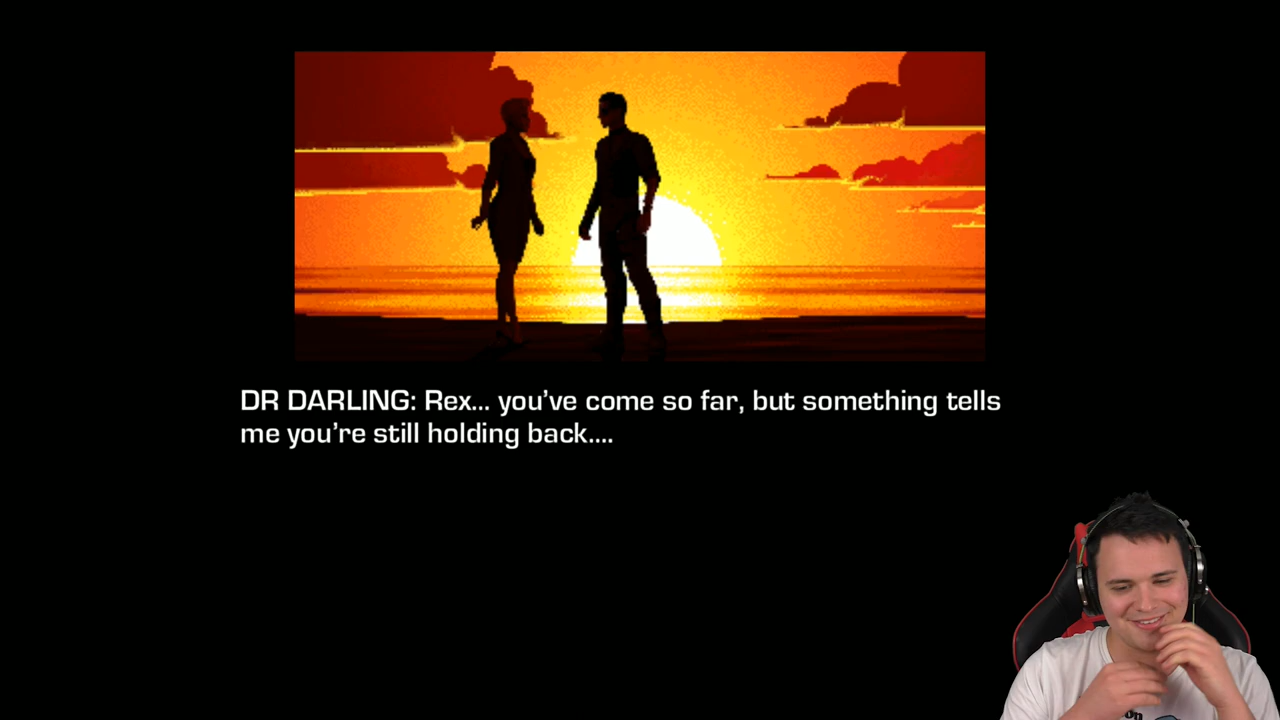 DR DARLING: Rex... you've come so far, but something tells
me you're still holding back....